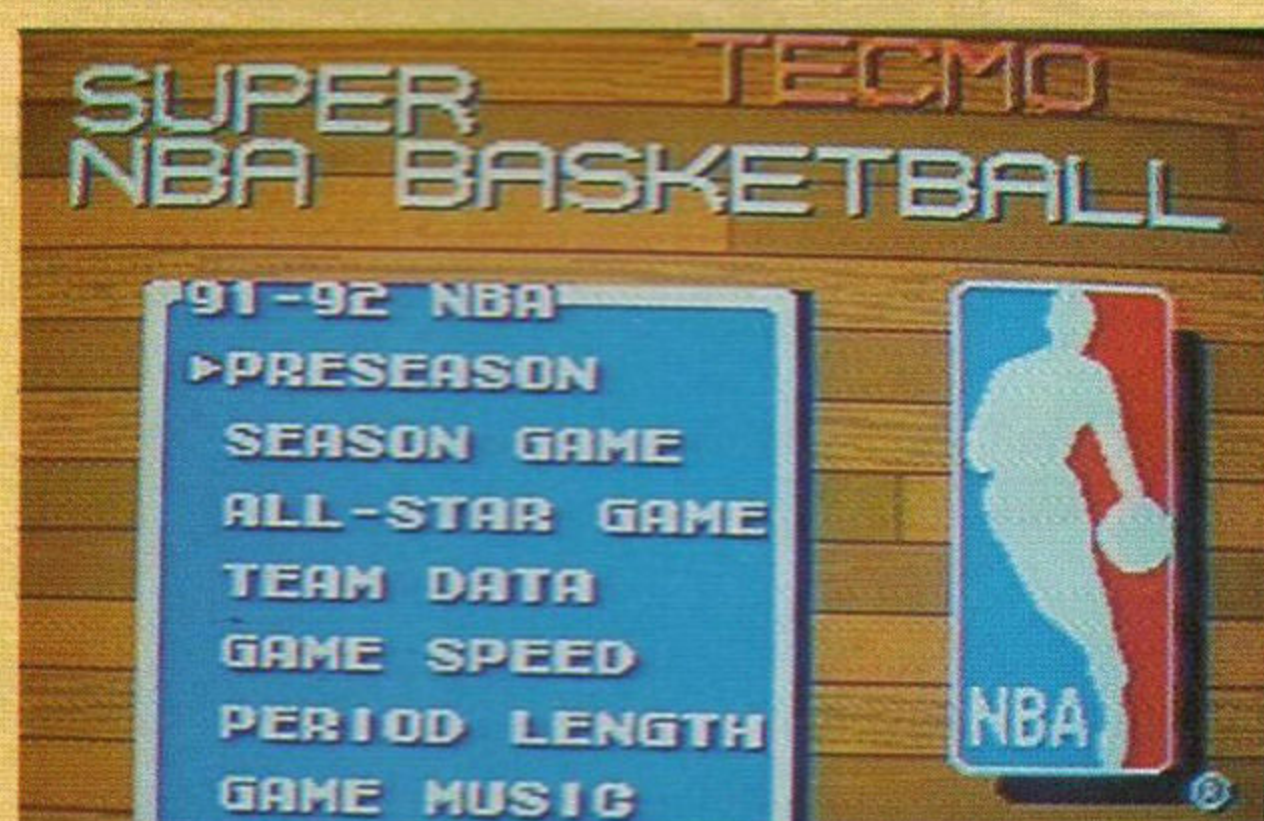 TECMO
SUPER
NBA BASKETBALL
91-92 NBA
▶PRESEASON
SEASON GAME
ALL-STAR GAME
TEAM DATA
GAME SPEED
PERIOD LENGTH
GAME MUSIC
NBA
®